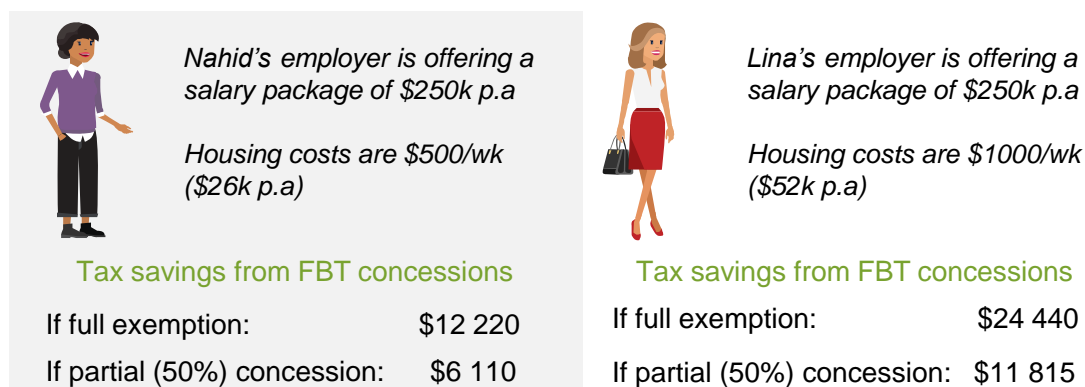 Nahid's employer is offering a
salary package of $250k p.a
Housing costs are $500/wk
($26k p.a)
Tax savings from FBT concessions
If full exemption: $12 220
If partial (50%) concession: $6 110
Lina's employer is offering a
salary package of $250k p.a
Housing costs are $1000/wk
($52k p.a)
Tax savings from FBT concessions
If full exemption: $24 440
If partial (50%) concession: $11 815